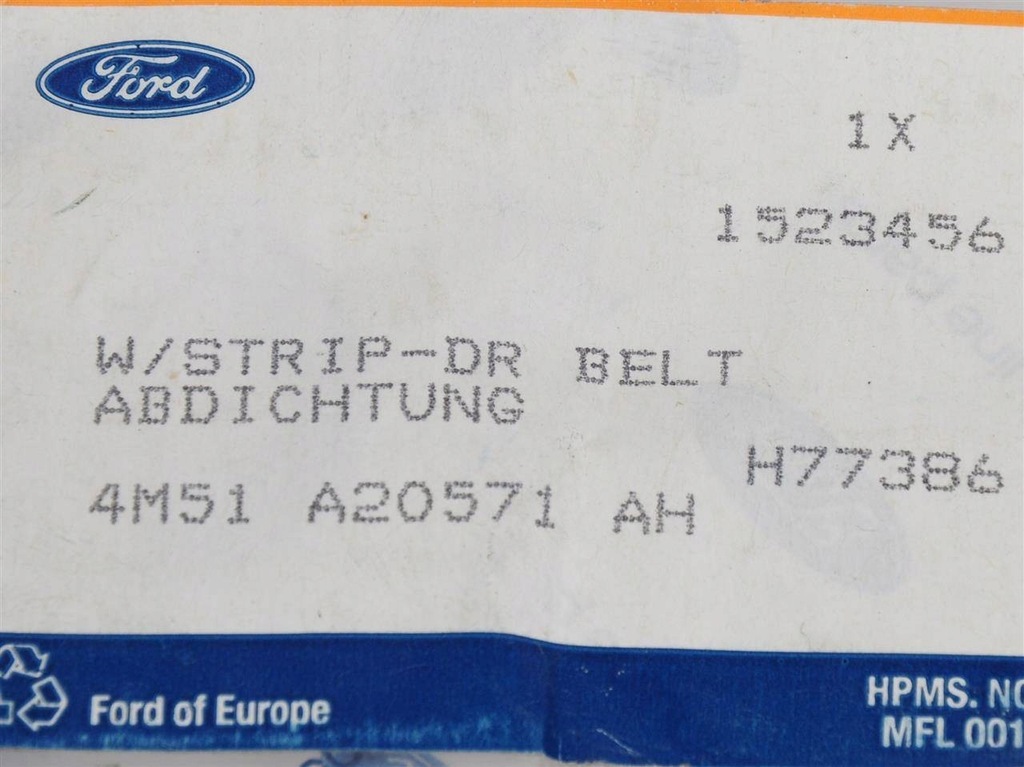 Ford
1X
1523456
W/STRIP-DR BELT
ABDICHTUNG
H77386
4M51 A20571 AH
Ford of Europe
HPMS. NO
MFL 001